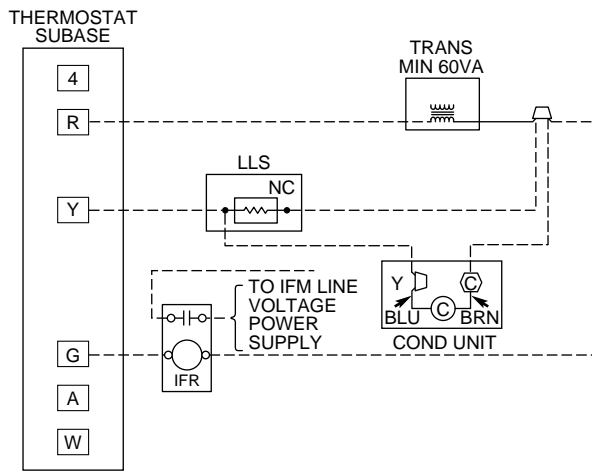 THERMOSTAT
SUBASE
4
R
Y
G
A
W
TRANS
MIN 60VA
LLS
NC
TO IFM LINE
VOLTAGE
POWER
SUPPLY
IFR
Y
C
C
BLU
BRN
COND UNIT